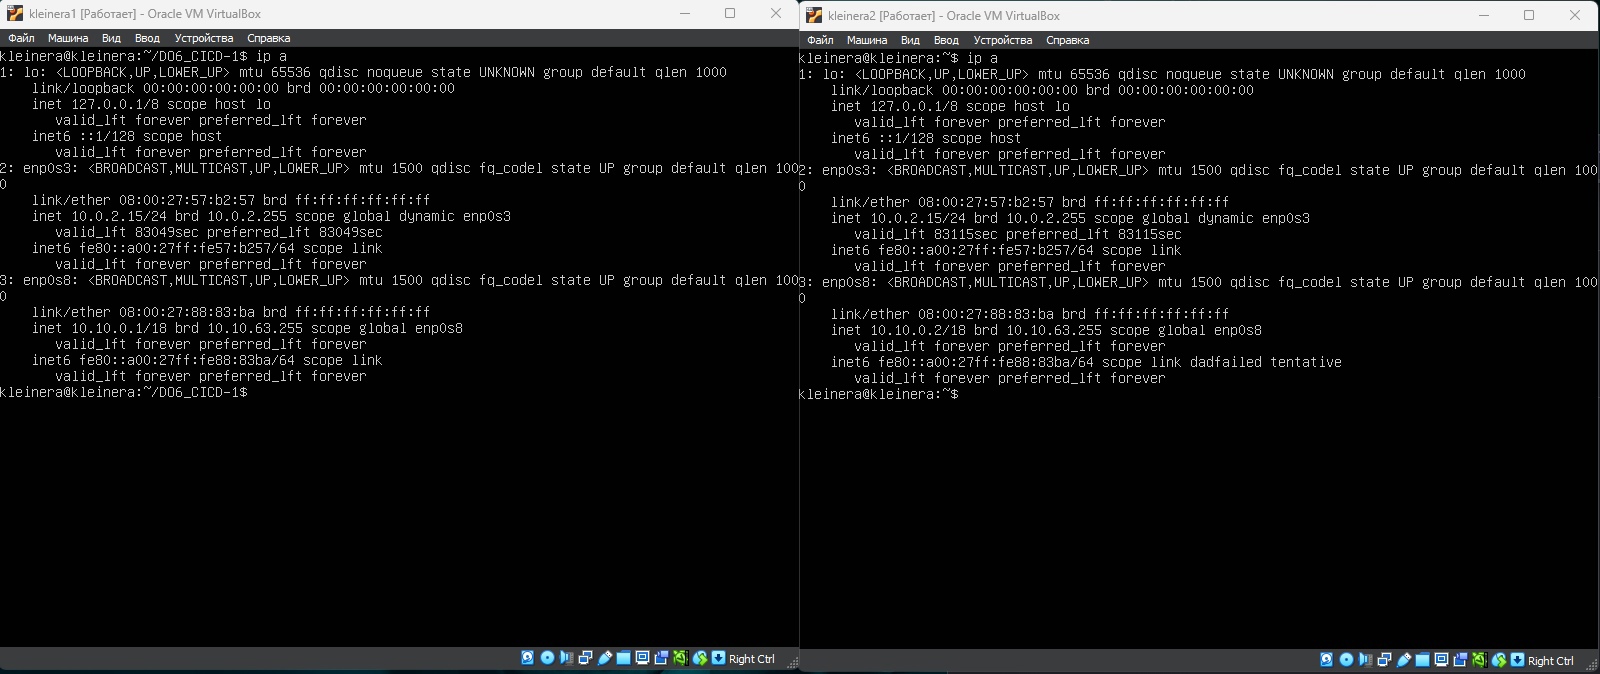 kleinera1 [Работает] - Oracle VM VirtualBox
Файл Машина Вид Ввод Устройства Справка
kleinera@kleinera:~/DO6_CICD-1$ ip a
1: lo: <LOOPBACK,UP,LOWER_UP> mtu 65536 qdisc noqueue state UNKNOWN group default qlen 1000
    link/loopback 00:00:00:00:00:00 brd 00:00:00:00:00:00
    inet 127.0.0.1/8 scope host lo
       valid_lft forever preferred_lft forever
    inet6 ::1/128 scope host
       valid_lft forever preferred_lft forever
2: enp0s3: <BROADCAST,MULTICAST,UP,LOWER_UP> mtu 1500 qdisc fq_codel state UP group default qlen 100
0
    link/ether 08:00:27:57:b2:57 brd ff:ff:ff:ff:ff:ff
    inet 10.0.2.15/24 brd 10.0.2.255 scope global dynamic enp0s3
       valid_lft 83049sec preferred_lft 83049sec
    inet6 fe80::a00:27ff:fe57:b257/64 scope link
       valid_lft forever preferred_lft forever
3: enp0s8: <BROADCAST,MULTICAST,UP,LOWER_UP> mtu 1500 qdisc fq_codel state UP group default qlen 100
0
    link/ether 08:00:27:88:83:ba brd ff:ff:ff:ff:ff:ff
    inet 10.10.0.1/18 brd 10.10.63.255 scope global enp0s8
       valid_lft forever preferred_lft forever
    inet6 fe80::a00:27ff:fe88:83ba/64 scope link
       valid_lft forever preferred_lft forever
kleinera@kleinera:~/DO6_CICD-1$
Right Ctrl
kleinera2 [Работает] - Oracle VM VirtualBox
Файл Машина Вид Ввод Устройства Справка
kleinera@kleinera:~$ ip a
1: lo: <LOOPBACK,UP,LOWER_UP> mtu 65536 qdisc noqueue state UNKNOWN group default qlen 1000
    link/loopback 00:00:00:00:00:00 brd 00:00:00:00:00:00
    inet 127.0.0.1/8 scope host lo
       valid_lft forever preferred_lft forever
    inet6 ::1/128 scope host
       valid_lft forever preferred_lft forever
2: enp0s3: <BROADCAST,MULTICAST,UP,LOWER_UP> mtu 1500 qdisc fq_codel state UP group default qlen 100
0
    link/ether 08:00:27:57:b2:57 brd ff:ff:ff:ff:ff:ff
    inet 10.0.2.15/24 brd 10.0.2.255 scope global dynamic enp0s3
       valid_lft 83115sec preferred_lft 83115sec
    inet6 fe80::a00:27ff:fe57:b257/64 scope link
       valid_lft forever preferred_lft forever
3: enp0s8: <BROADCAST,MULTICAST,UP,LOWER_UP> mtu 1500 qdisc fq_codel state UP group default qlen 100
0
    link/ether 08:00:27:88:83:ba brd ff:ff:ff:ff:ff:ff
    inet 10.10.0.2/18 brd 10.10.63.255 scope global enp0s8
       valid_lft forever preferred_lft forever
    inet6 fe80::a00:27ff:fe88:83ba/64 scope link dadfailed tentative
       valid_lft forever preferred_lft forever
kleinera@kleinera:~$
Right Ctrl